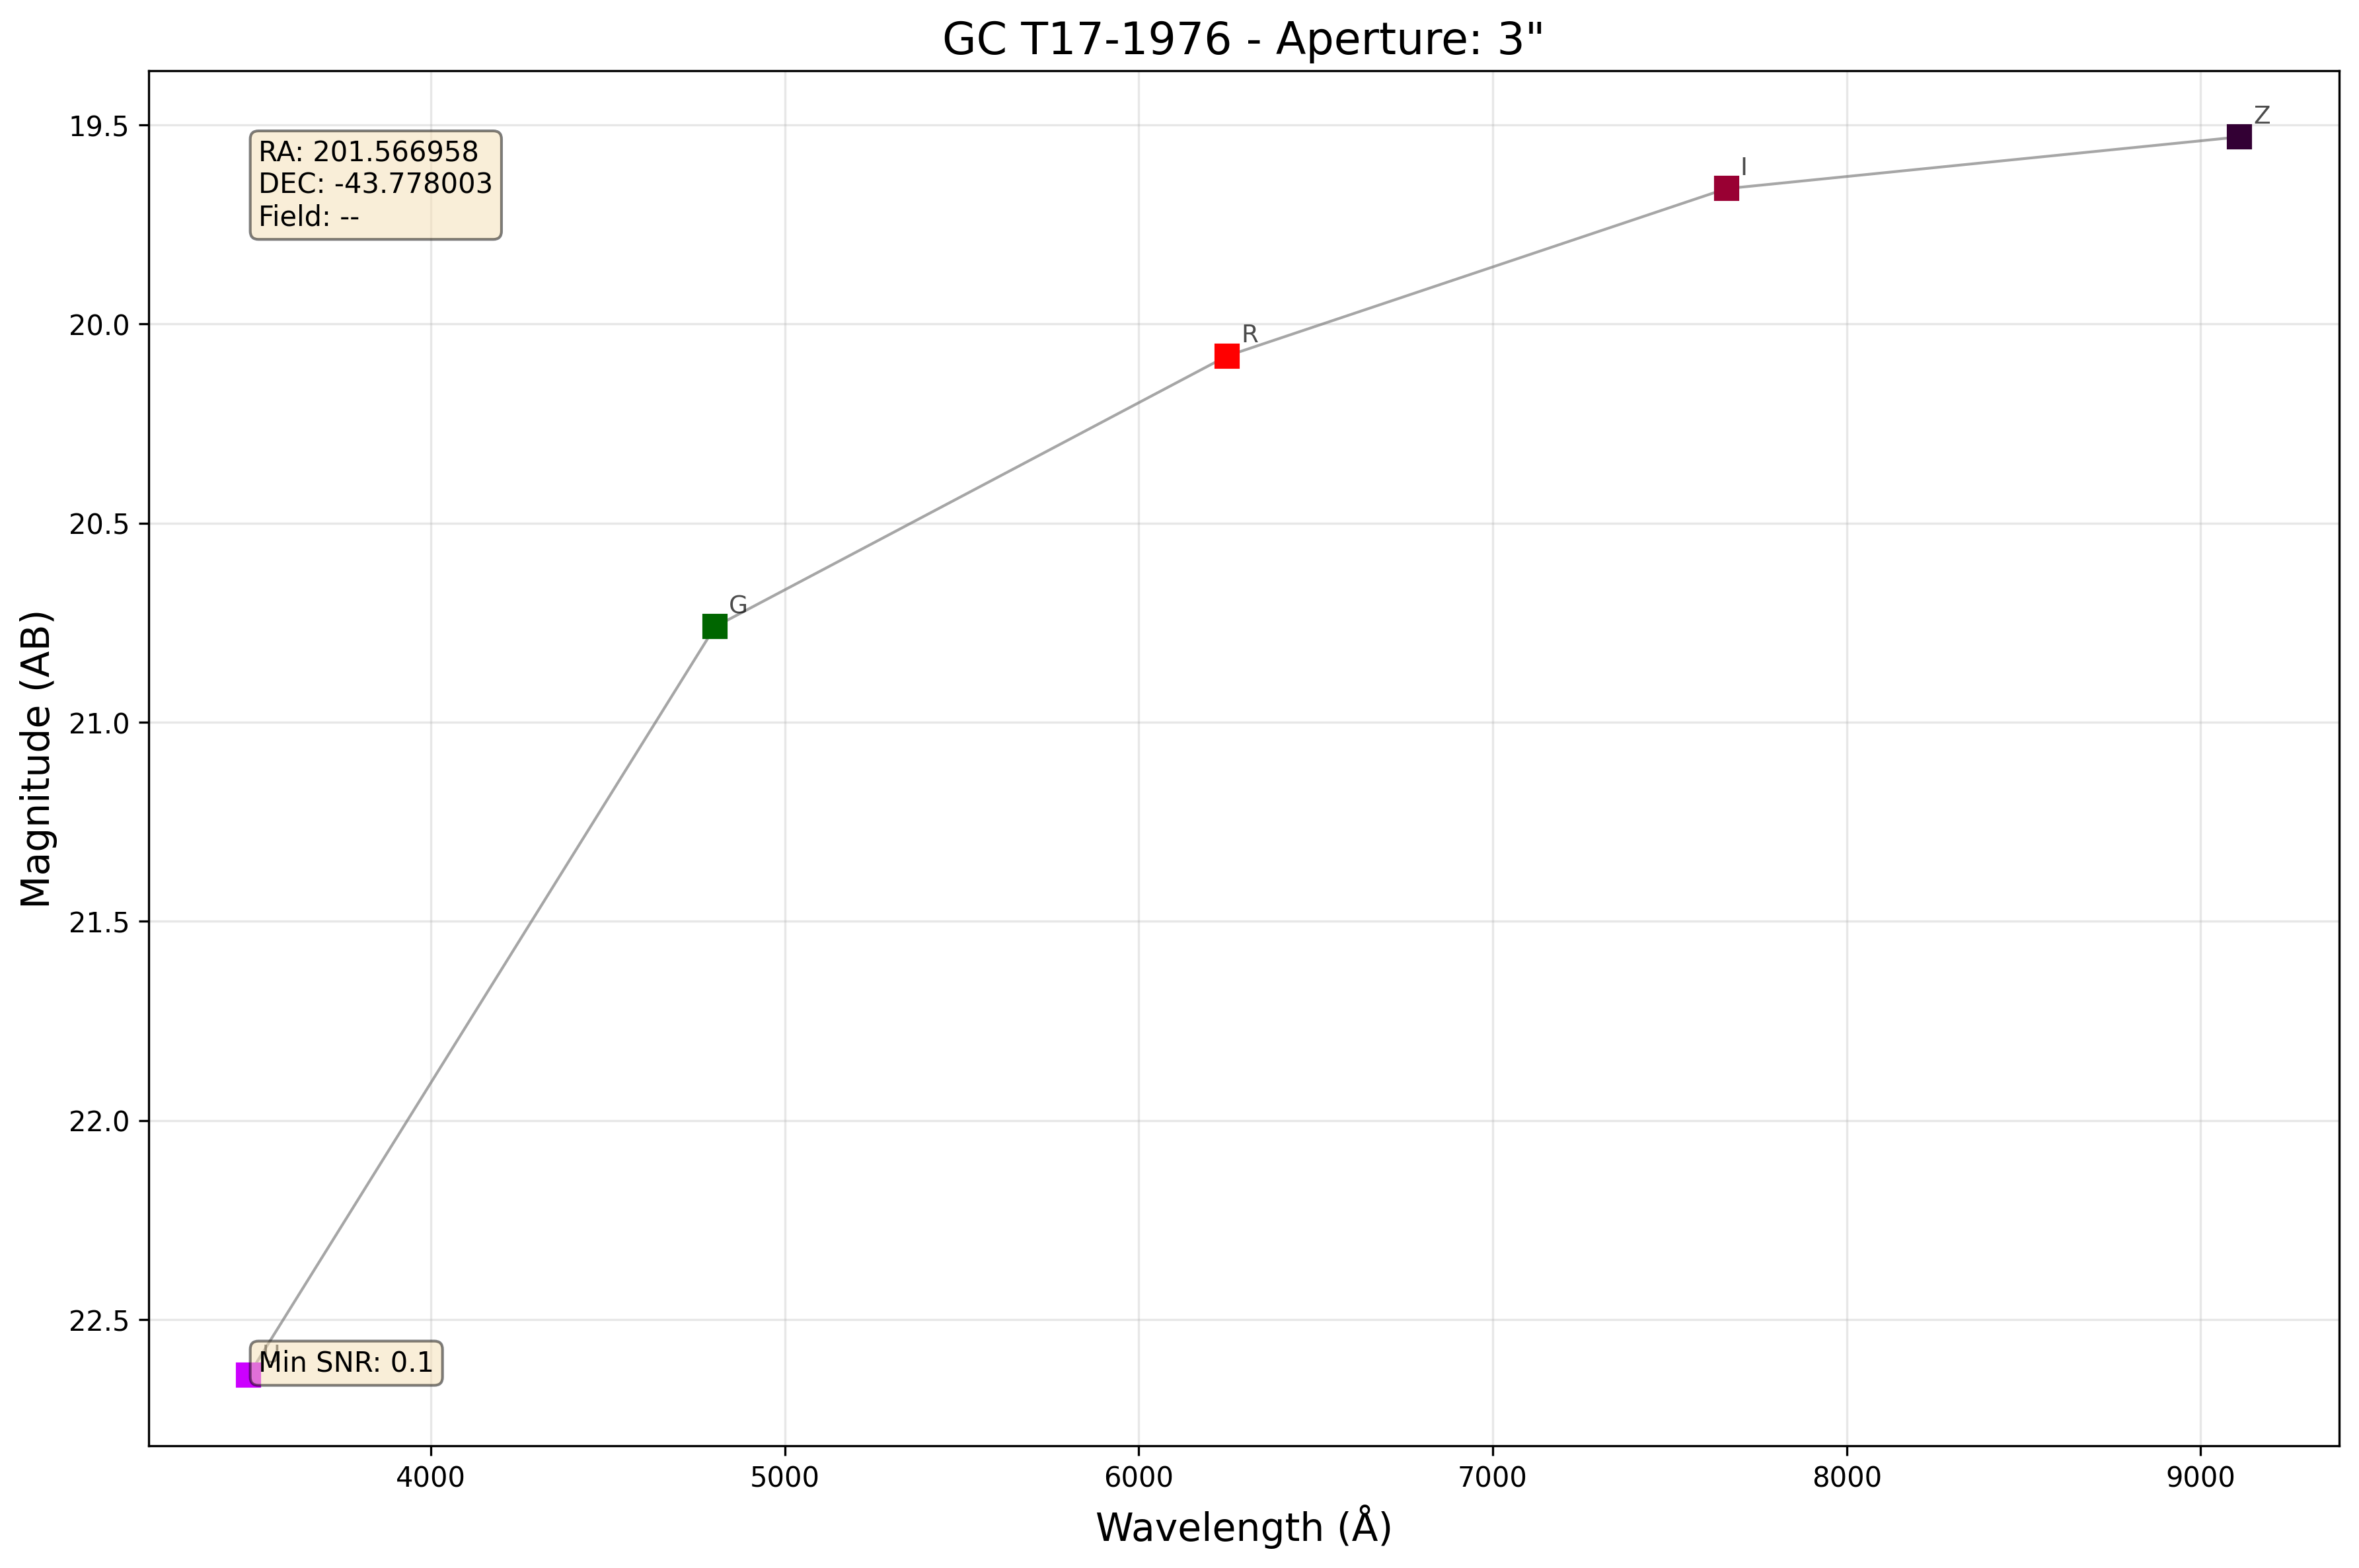 GC T17-1976 - Aperture: 3"
RA: 201.566958
DEC: -43.778003
Field: --
Z
I
R
G
Min SNR: 0.1
19.5
20.0
20.5
21.0
21.5
22.0
22.5
Magnitude (AB)
4000
5000
6000
7000
8000
9000
Wavelength (Å)